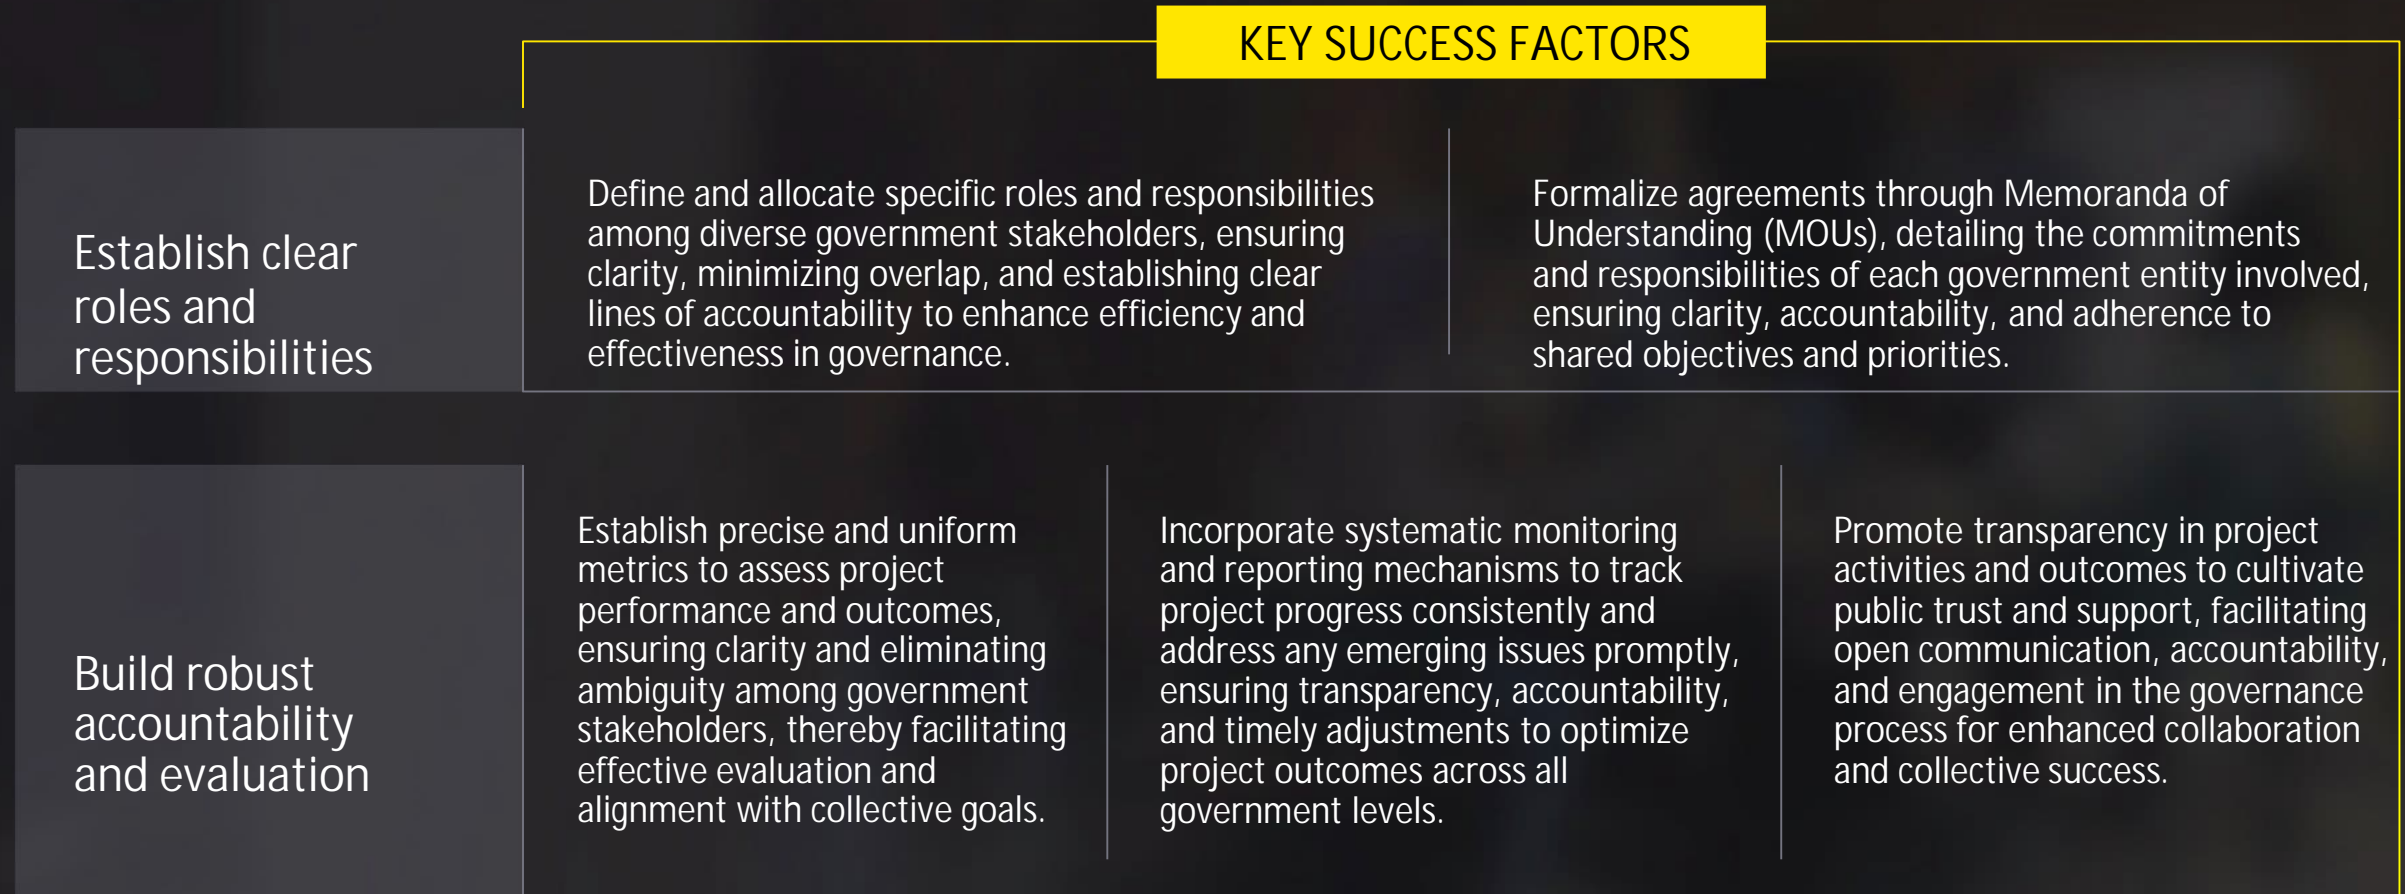 KEY SUCCESS FACTORS
Establish clear
roles and
responsibilities
Define and allocate specific roles and responsibilities
among diverse government stakeholders, ensuring
clarity, minimizing overlap, and establishing clear
lines of accountability to enhance efficiency and
effectiveness in governance.
Formalize agreements through Memoranda of
Understanding (MOUs), detailing the commitments
and responsibilities of each government entity involved,
ensuring clarity, accountability, and adherence to
shared objectives and priorities.
Build robust
accountability
and evaluation
Establish precise and uniform
metrics to assess project
performance and outcomes,
ensuring clarity and eliminating
ambiguity among government
stakeholders, thereby facilitating
effective evaluation and
alignment with collective goals.
Incorporate systematic monitoring
and reporting mechanisms to track
project progress consistently and
address any emerging issues promptly,
ensuring transparency, accountability,
and timely adjustments to optimize
project outcomes across all
government levels.
Promote transparency in project
activities and outcomes to cultivate
public trust and support, facilitating
open communication, accountability,
and engagement in the governance
process for enhanced collaboration
and collective success.